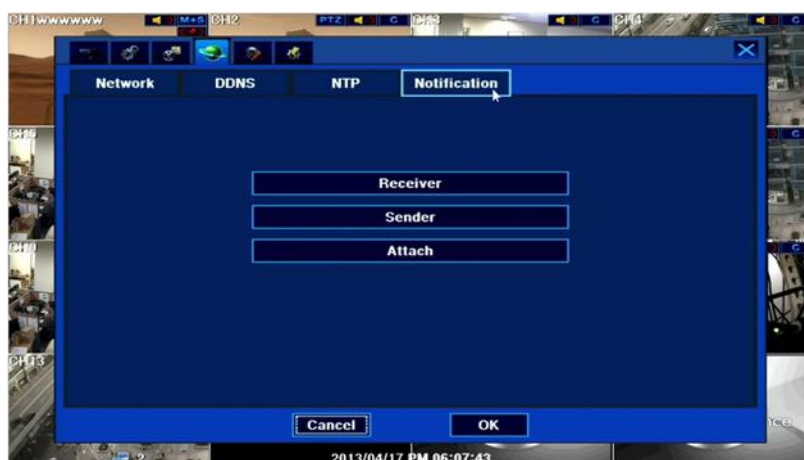 CH1wwwwww M+S CH2 PTZ C CH3 C CH4 C
Network DDNS NTP Notification
CH5 C
Receiver
Sender
Attach
C
CH13
Cancel OK
2013/04/17 PM 06:07:43